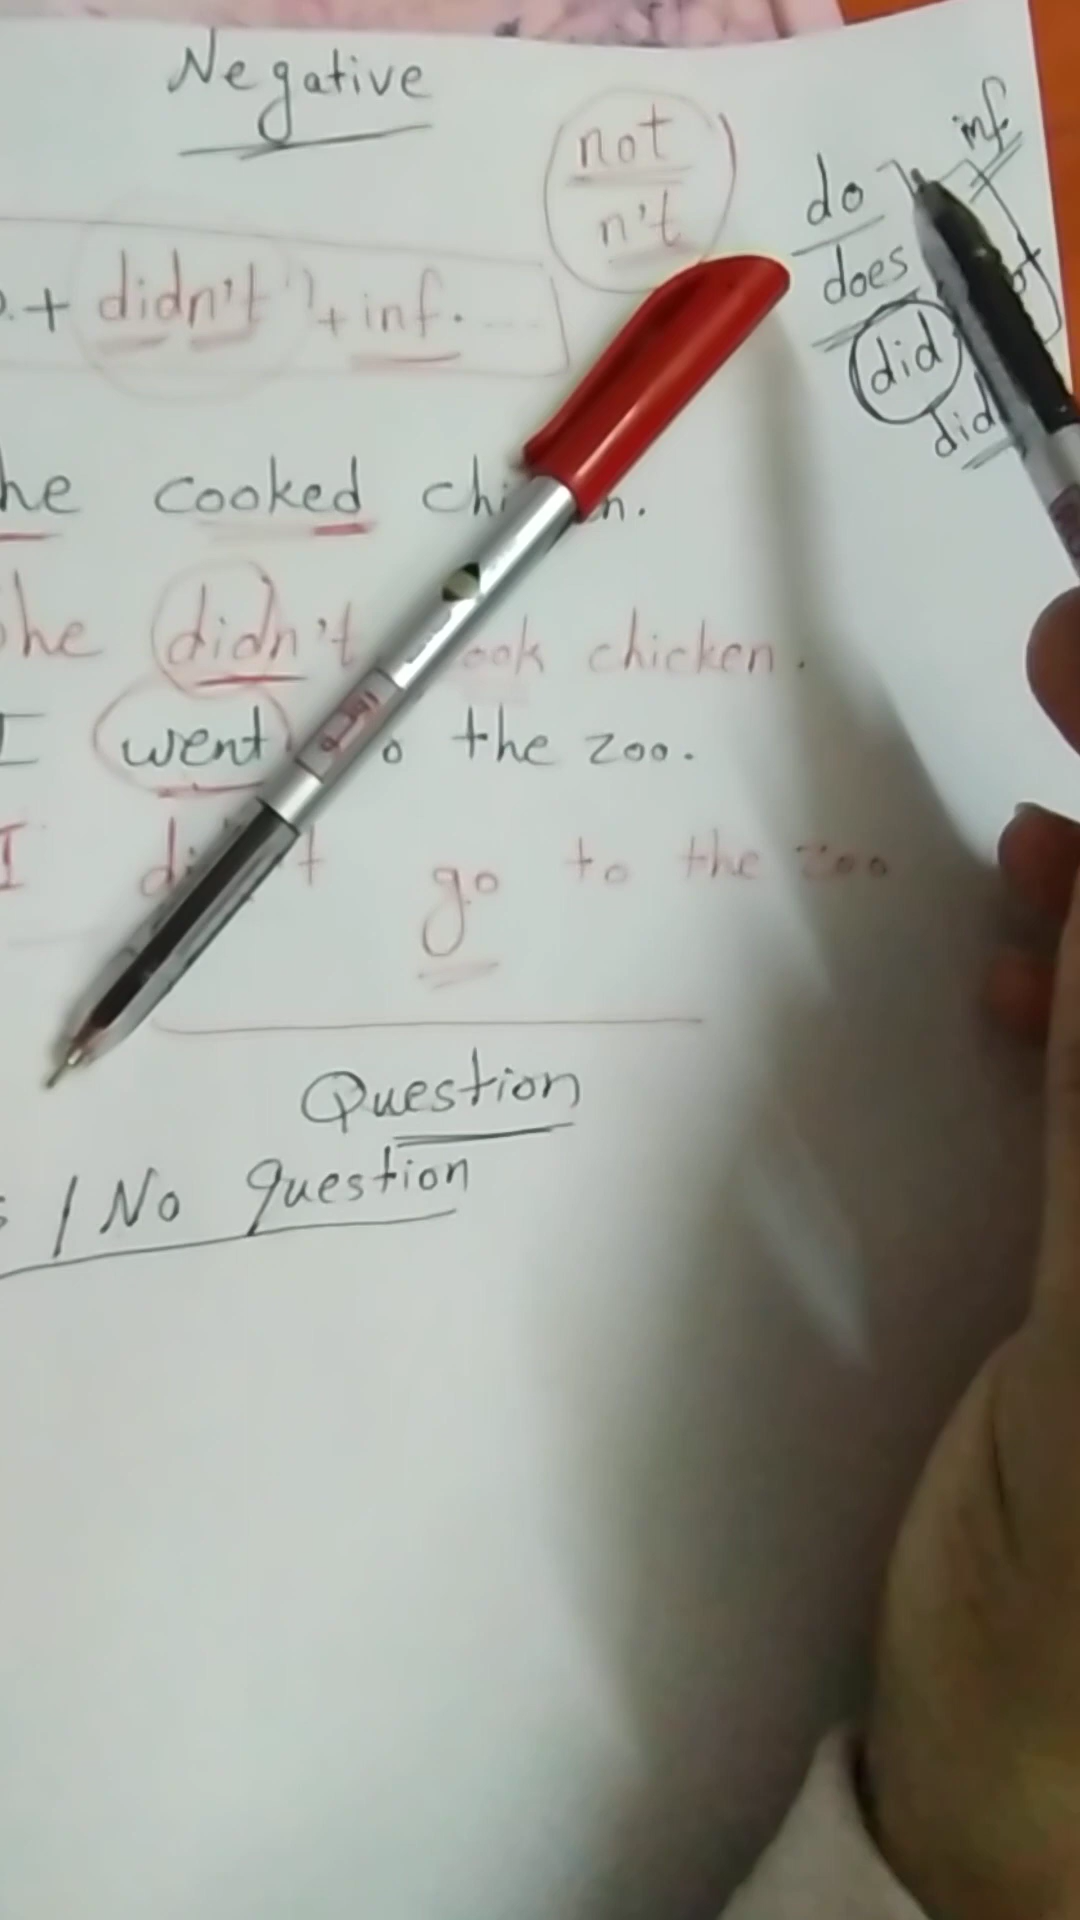 Negative
not
n't
inf.
do
does
did
did
+ didn't + inf.
he cooked
he didn't chicken.
I went the zoo.
I go to the zoo
Question
/ No question